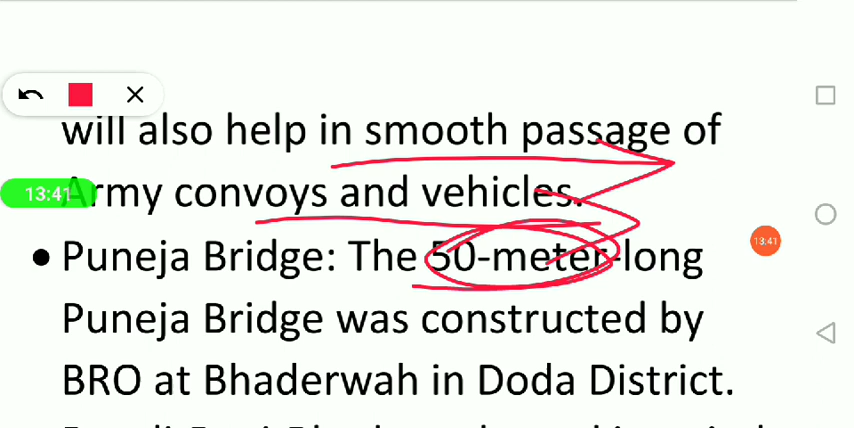 will also help in smooth passage of
13:41
Army convoys and vehicles.
13:41
• Puneja Bridge: The 50-meter-long
Puneja Bridge was constructed by
BRO at Bhaderwah in Doda District.